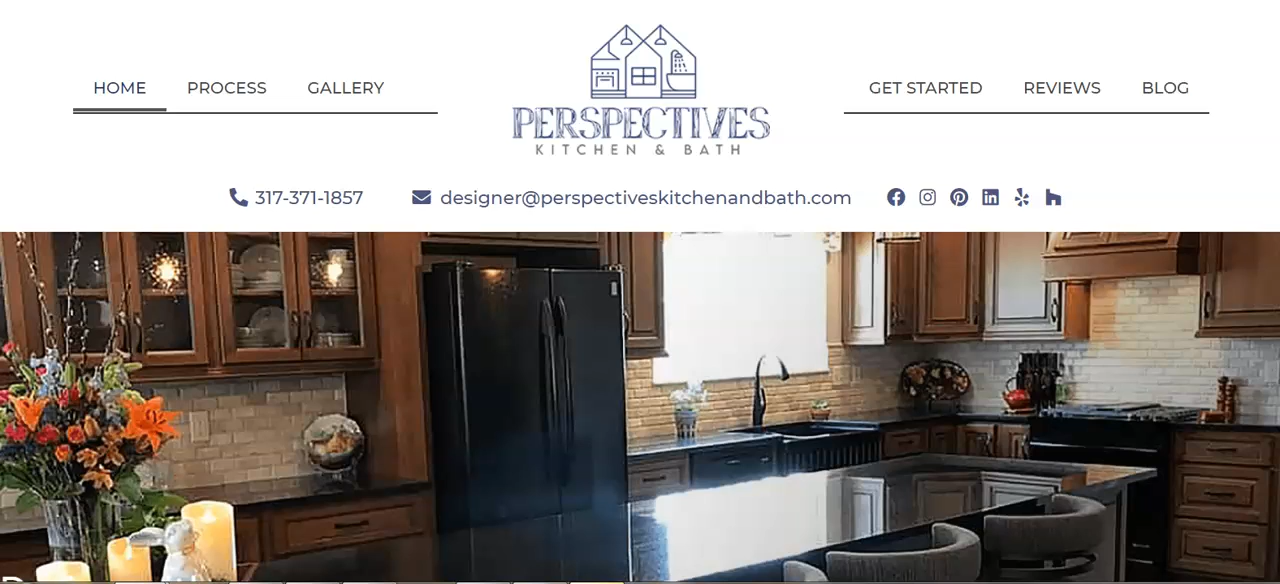 HOME PROCESS GALLERY
PERSPECTIVES
KITCHEN & BATH
GET STARTED REVIEWS BLOG
317-371-1857 designer@perspectiveskitchenandbath.com